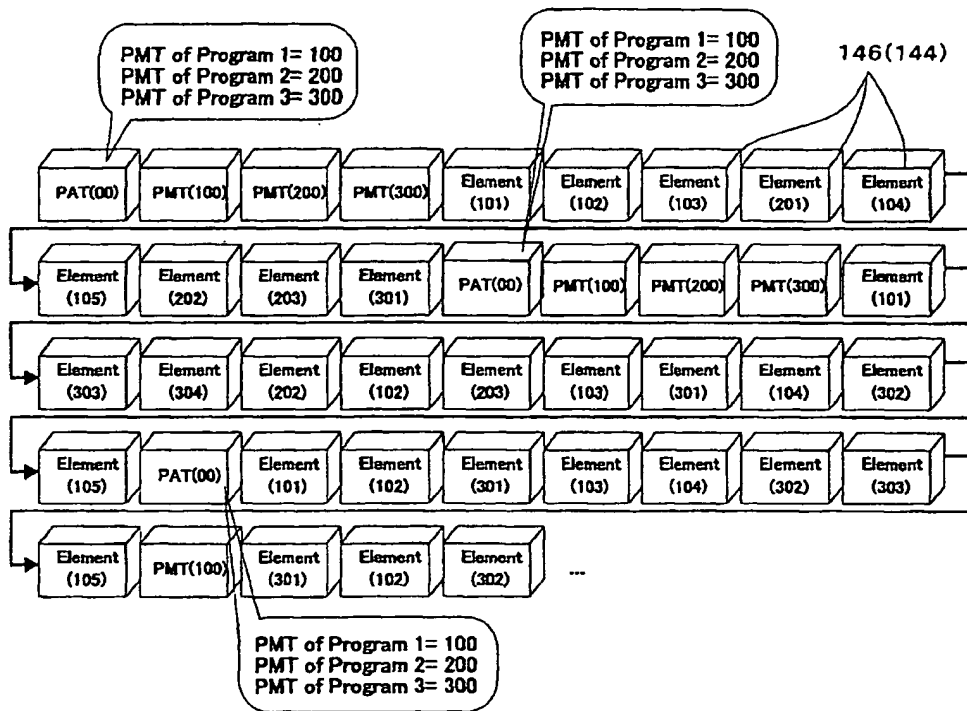 PMT of Program 1= 100
PMT of Program 2= 200
PMT of Program 3= 300
PMT of Program 1= 100
PMT of Program 2= 200
PMT of Program 3= 300
146(144)
PAT(00) PMT(100) PMT(200) PMT(300) Element (101) Element (102) Element (103) Element (201) Element (104)
Element (105) Element (202) Element (203) Element (301) PAT(00) PMT(100) PMT(200) PMT(300) Element (101)
Element (303) Element (304) Element (202) Element (102) Element (203) Element (103) Element (301) Element (104) Element (302)
Element (105) PAT(00) Element (101) Element (102) Element (301) Element (103) Element (104) Element (302) Element (303)
Element (105) PMT(100) Element (301) Element (102) Element (302) ...
PMT of Program 1= 100
PMT of Program 2= 200
PMT of Program 3= 300